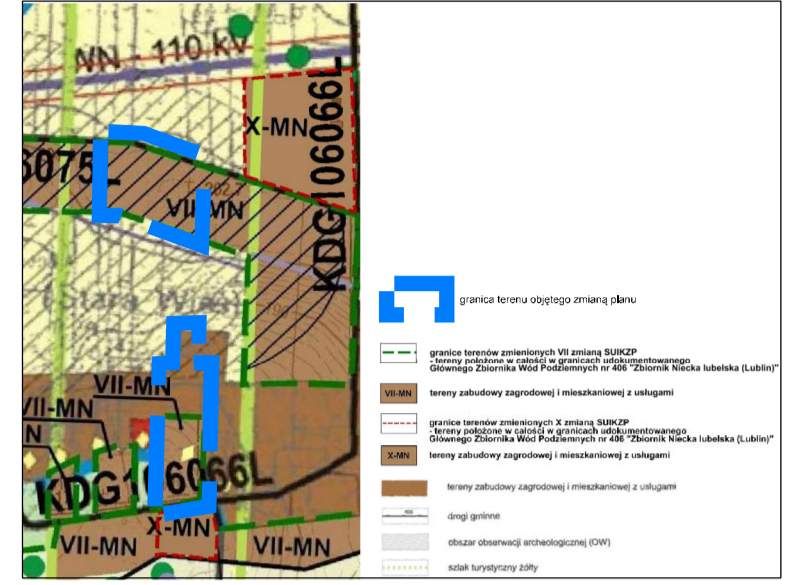 WN - 110 kV
X-MN
KDG106066L
6075L
202.7
VII-MN
(Stara Wieś)
VII-MN
VII-MN
N
KDG106066L
X-MN
VII-MN
VII-MN
granica terenu objętego zmianą planu
granice terenów zmienionych VII zmianą SUIKZP
- tereny położone w całości w granicach udokumentowanego
Głównego Zbiornika Wód Podziemnych nr 406 "Zbiornik Niecka lubelska (Lublin)"
VII-MN
tereny zabudowy zagrodowej i mieszkaniowej z usługami
granice terenów zmienionych X zmianą SUIKZP
- tereny położone w całości w granicach udokumentowanego
Głównego Zbiornika Wód Podziemnych nr 406 "Zbiornik Niecka lubelska (Lublin)"
X-MN
tereny zabudowy zagrodowej i mieszkaniowej z usługami
tereny zabudowy zagrodowej i mieszkaniowej z usługami
drogi gminne
obszar obserwacji archeologicznej (OW)
szlak turystyczny żółty